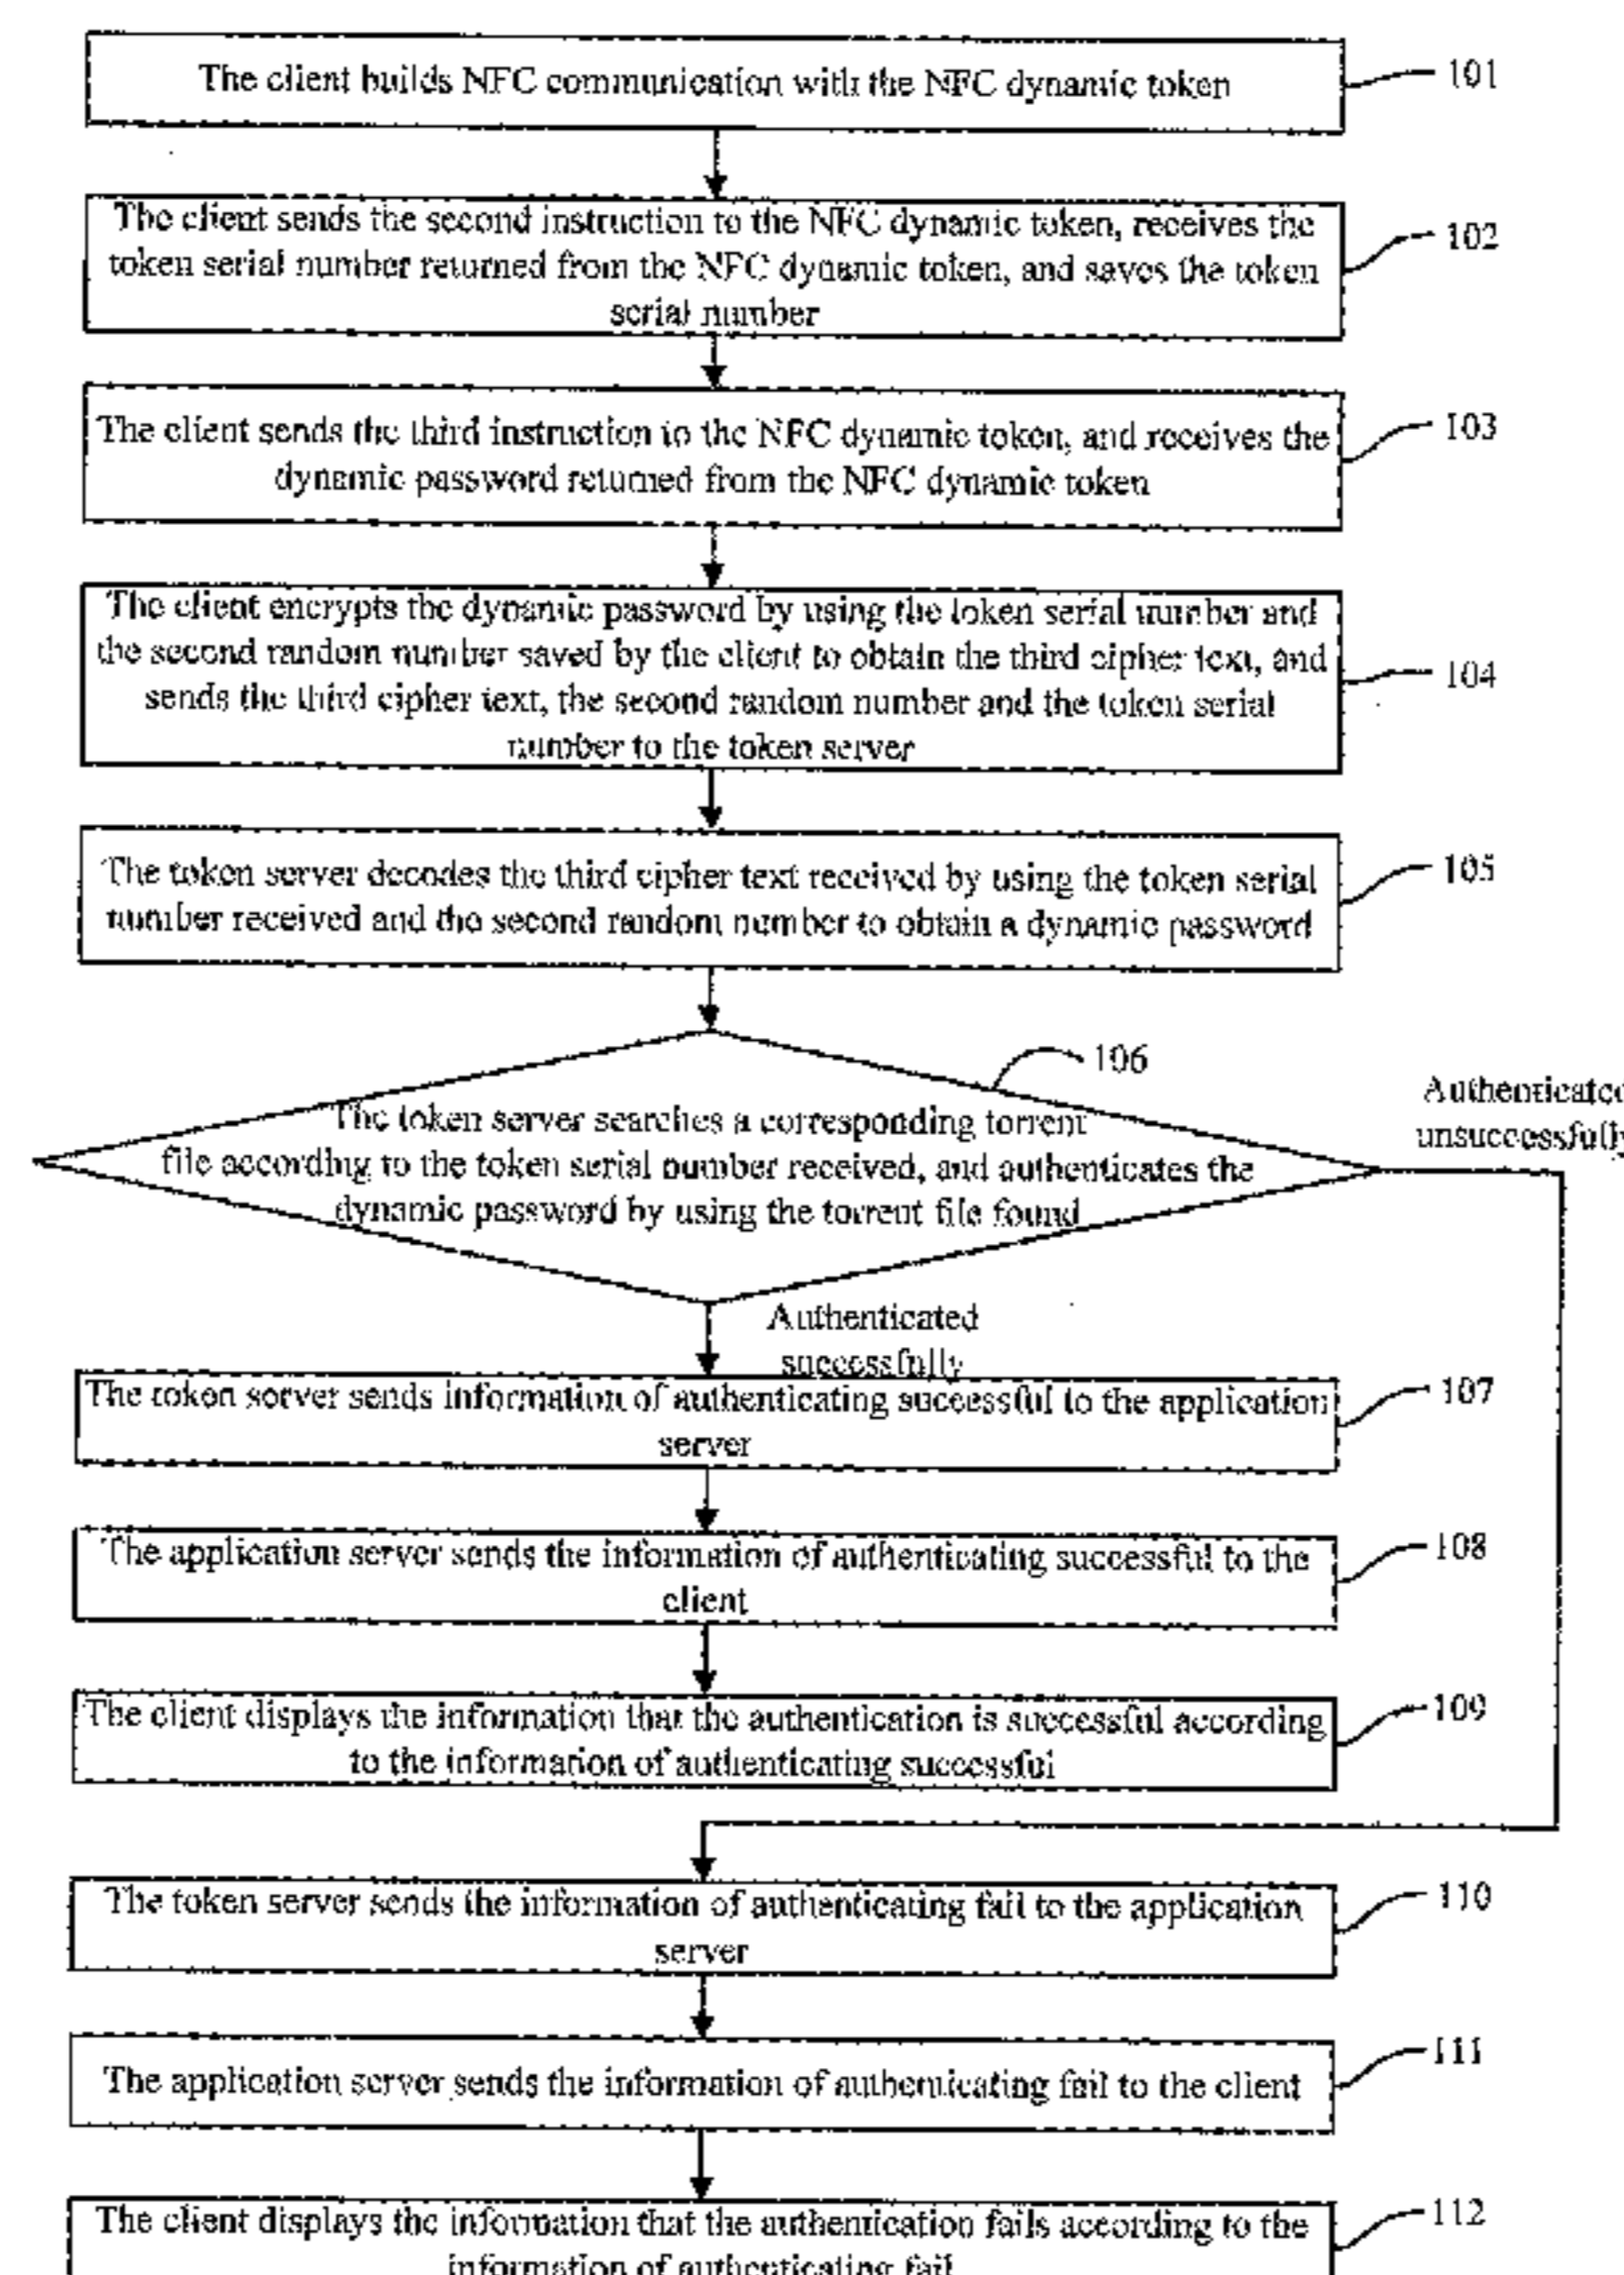 The client builds NFC communication with the NFC dynamic token
101
The client sends the second instruction to the NFC dynamic token, receives the
token serial number returned from the NFC dynamic token, and saves the token
serial number
102
The client sends the third instruction to the NFC dynamic token, and receives the
dynamic password returned from the NFC dynamic token
103
The client encrypts the dynamic password by using the token serial number and
the second random number saved by the client to obtain the third cipher text, and
sends the third cipher text, the second random number and the token serial
number to the token server
104
The token server decodes the third cipher text received by using the token serial
number received and the second random number to obtain a dynamic password
105
106
The token server searches a corresponding torrent
file according to the token serial number received, and authenticates the
dynamic password by using the torrent file found
Authenticated
unsuccessfully
Authenticated
successfully
The token server sends information of authenticating successful to the application
server
107
The application server sends the information of authenticating successful to the
client
108
The client displays the information that the authentication is successful according
to the information of authenticating successful
109
The token server sends the information of authenticating fail to the application
server
110
The application server sends the information of authenticating fail to the client
111
The client displays the information that the authentication fails according to the
information of authenticating fail
112